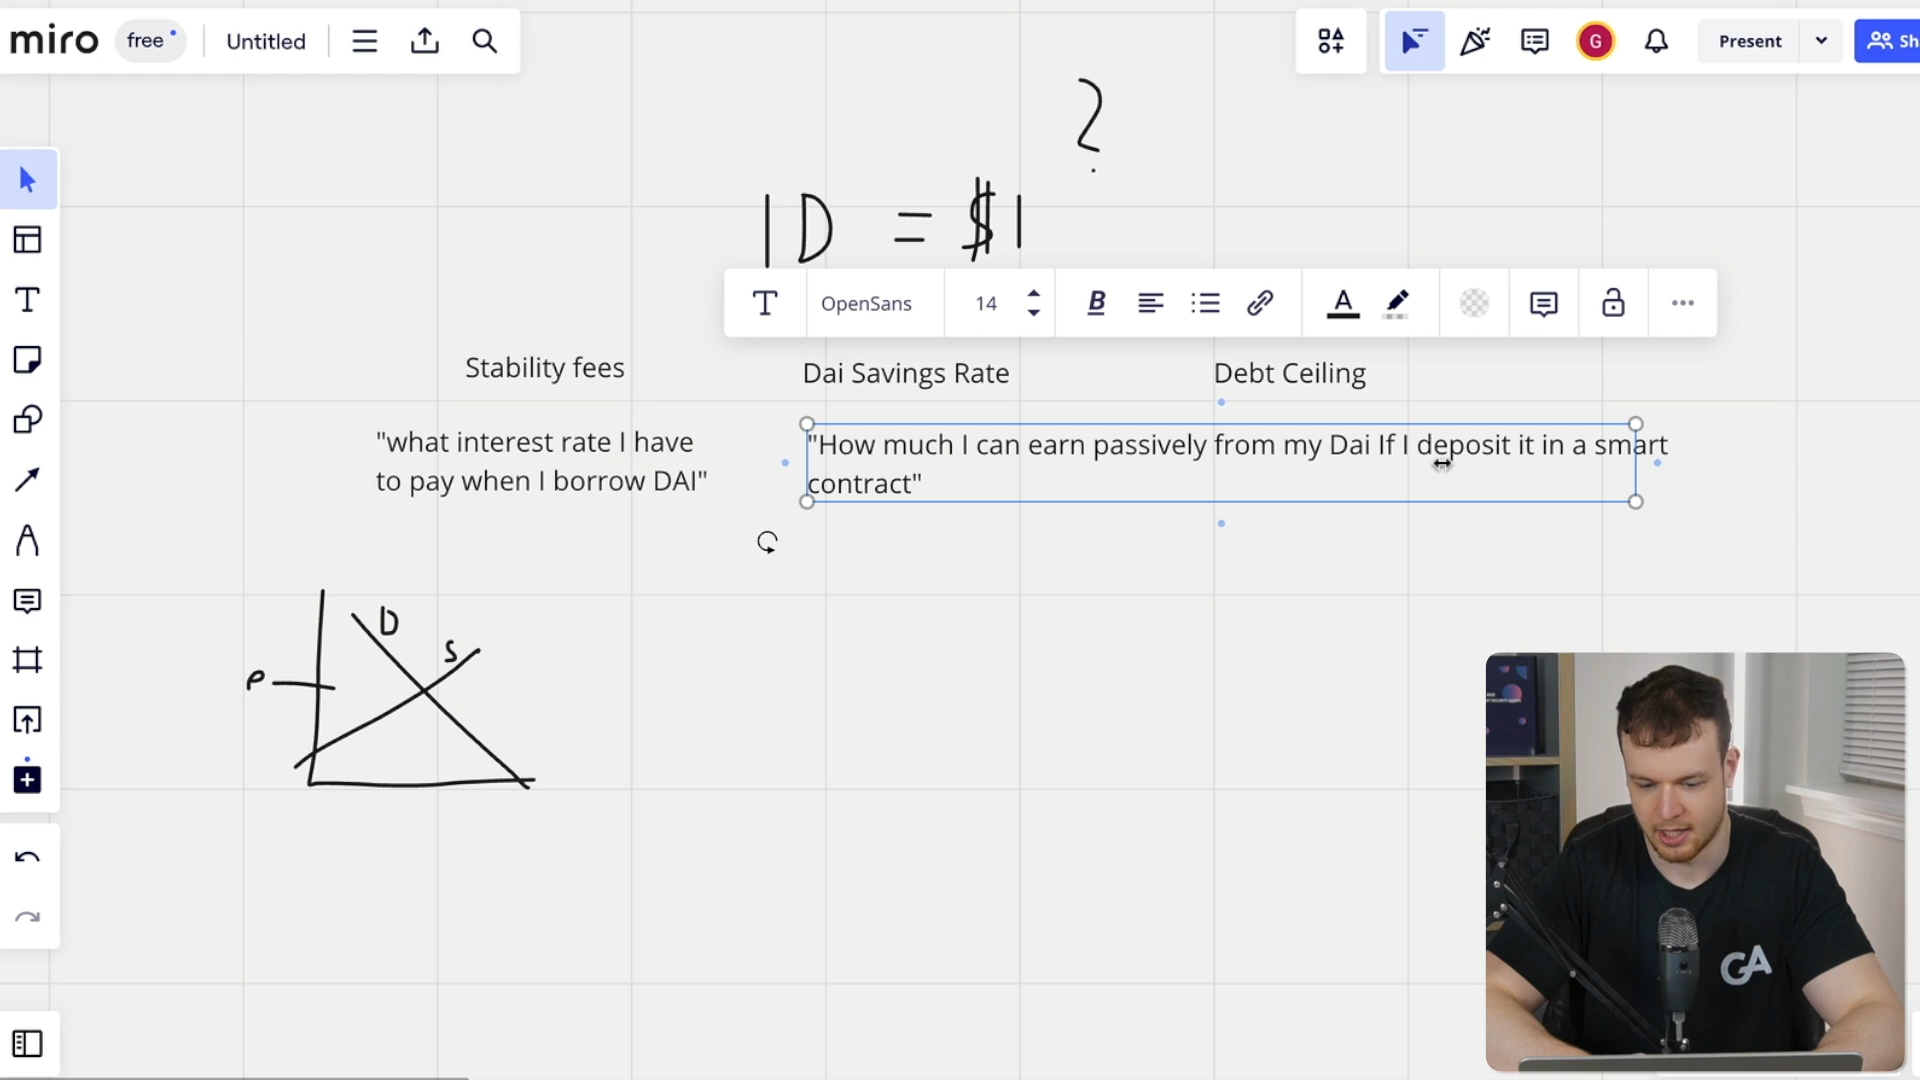 miro free Untitled
G Present Sh
?
1D = $1
OpenSans 14 B A
Stability fees Dai Savings Rate Debt Ceiling
"what interest rate I have
to pay when I borrow DAI"
"How much I can earn passively from my Dai If I deposit it in a smart
contract"
D
S
P
GA